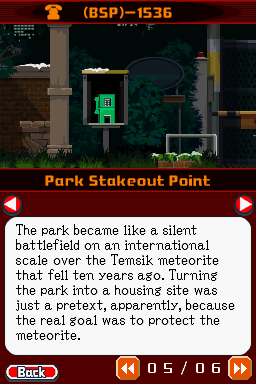 (BSP)—1536
Park Stakeout Point
The park became like a silent
battlefield on an international
scale over the Temsik meteorite
that fell ten years ago. Turning
the park into a housing site was
just a pretext, apparently, because
the real goal was to protect the
meteorite.
Back
05/06